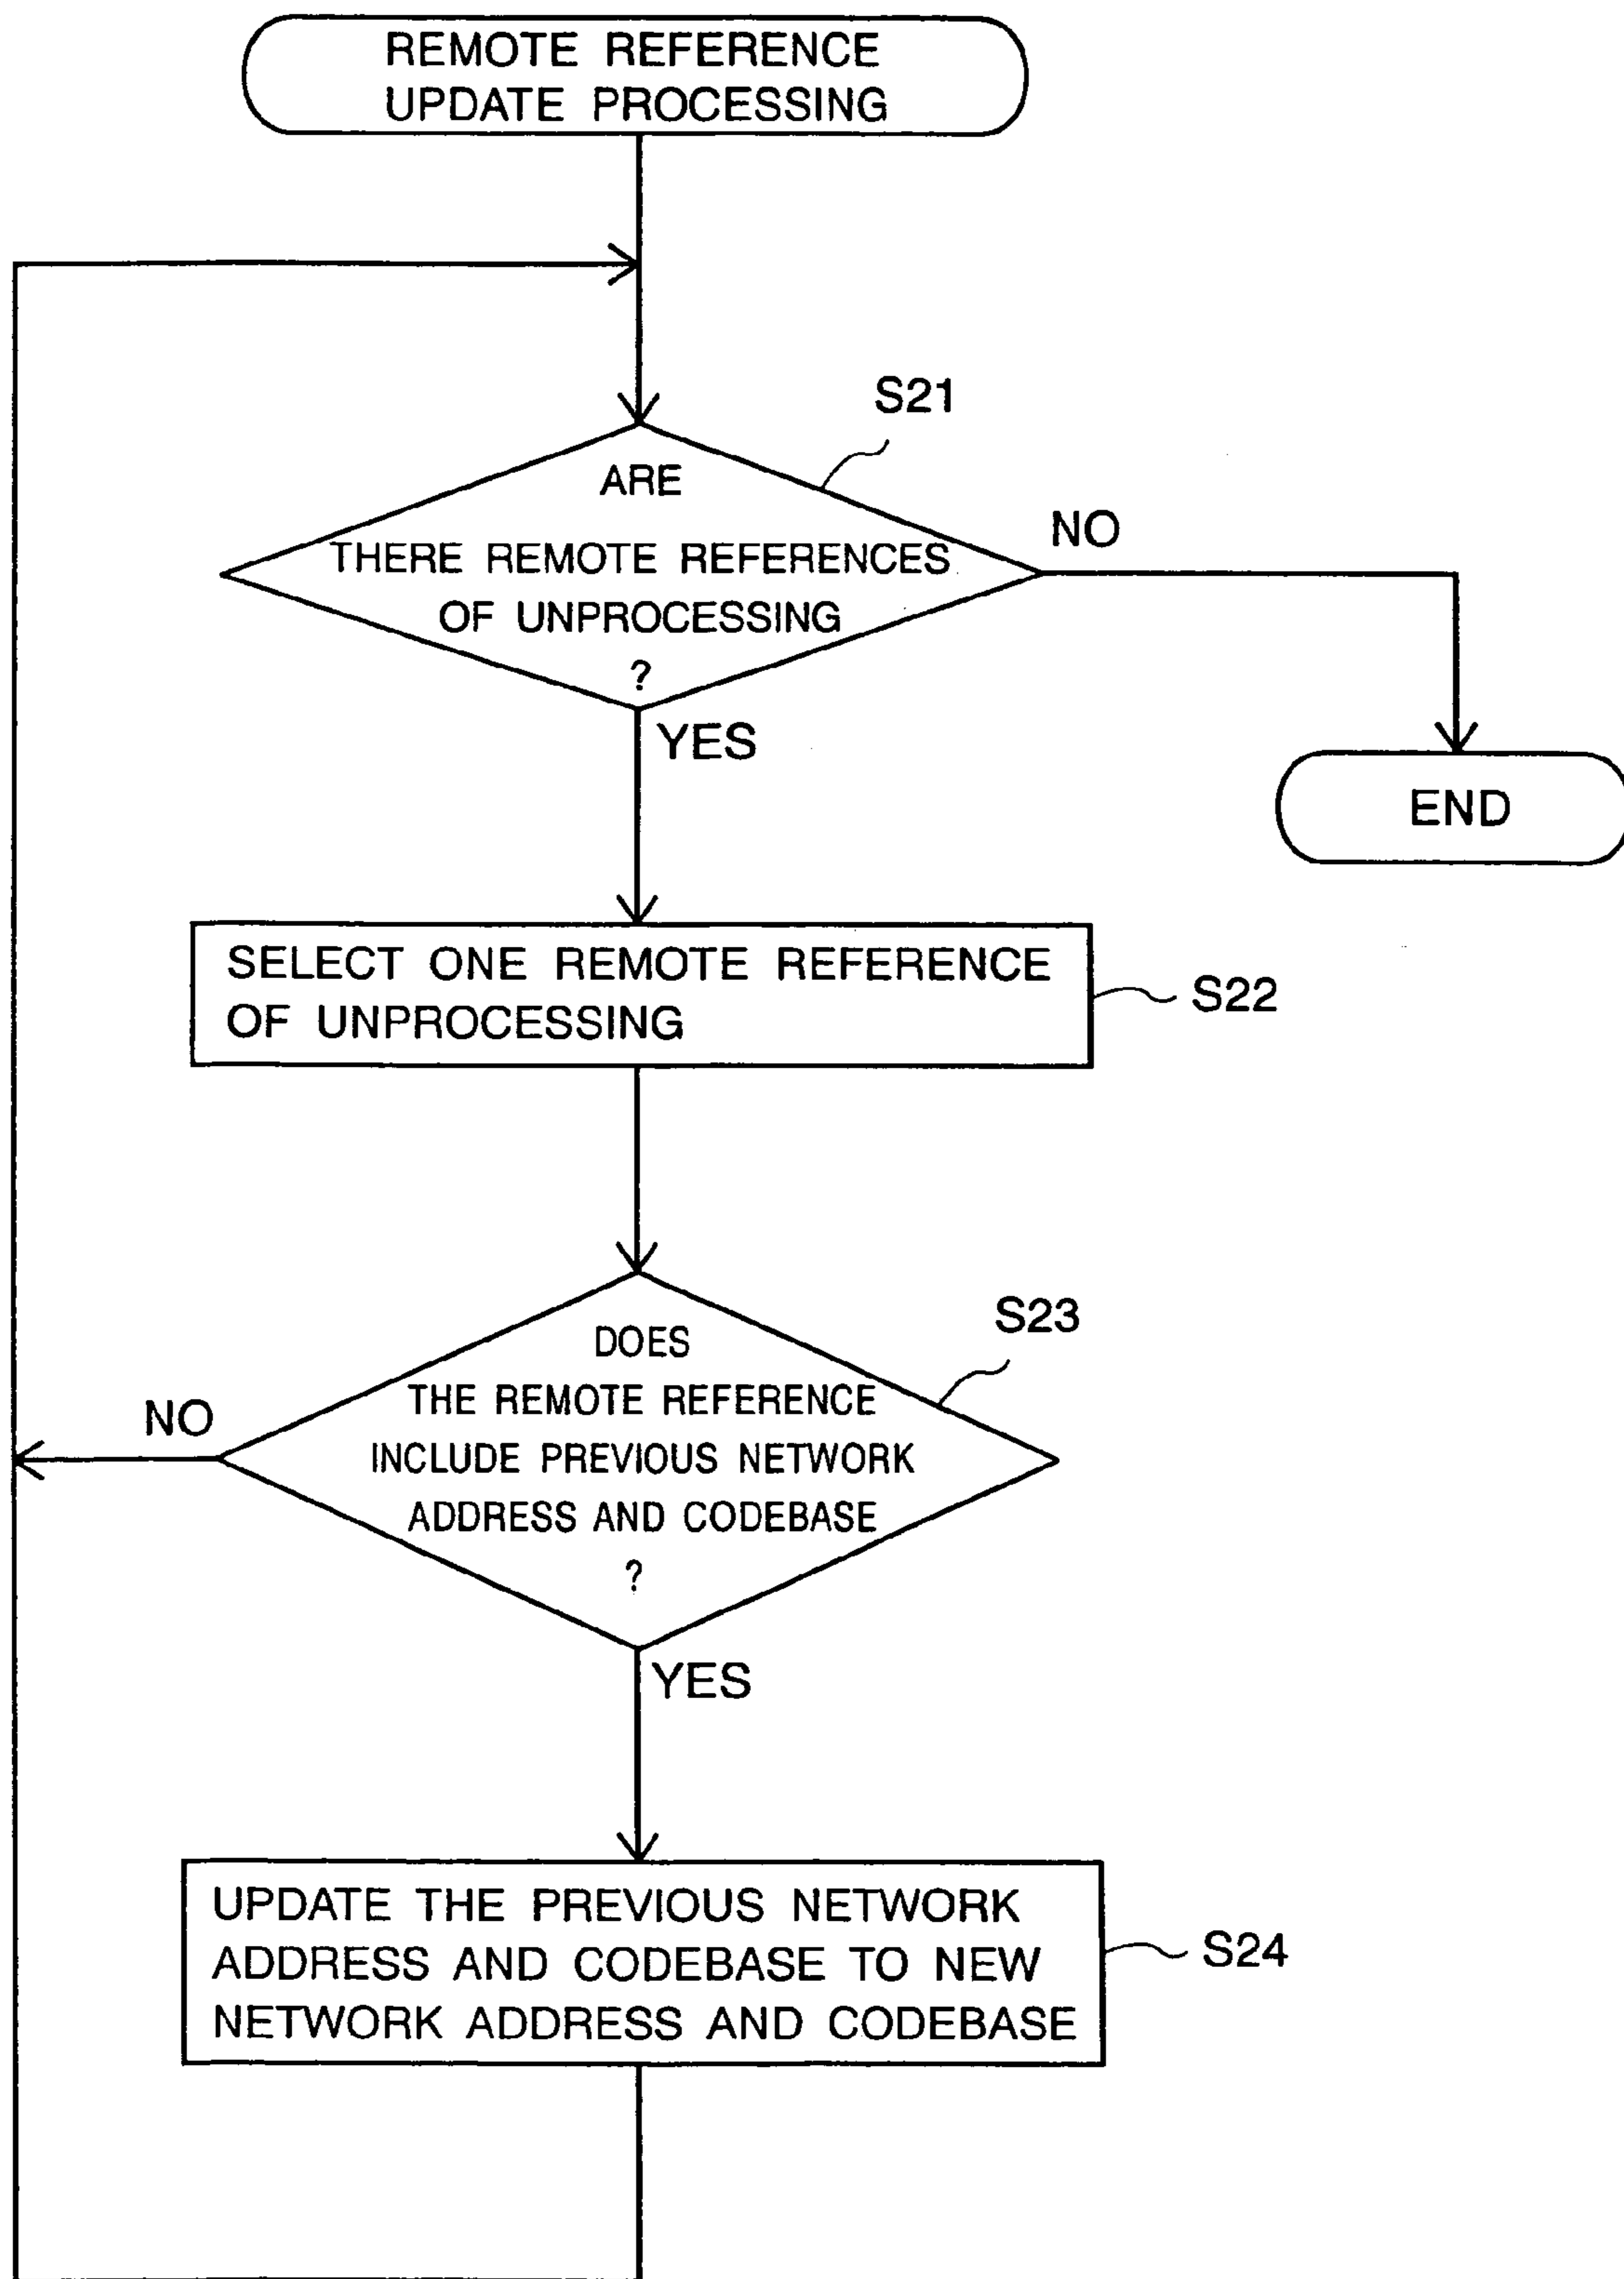 REMOTE REFERENCE
UPDATE PROCESSING
S21
ARE
THERE REMOTE REFERENCES
OF UNPROCESSING
?
NO
YES
END
SELECT ONE REMOTE REFERENCE
OF UNPROCESSING
S22
S23
DOES
THE REMOTE REFERENCE
INCLUDE PREVIOUS NETWORK
ADDRESS AND CODEBASE
?
NO
YES
UPDATE THE PREVIOUS NETWORK
ADDRESS AND CODEBASE TO NEW
NETWORK ADDRESS AND CODEBASE
S24